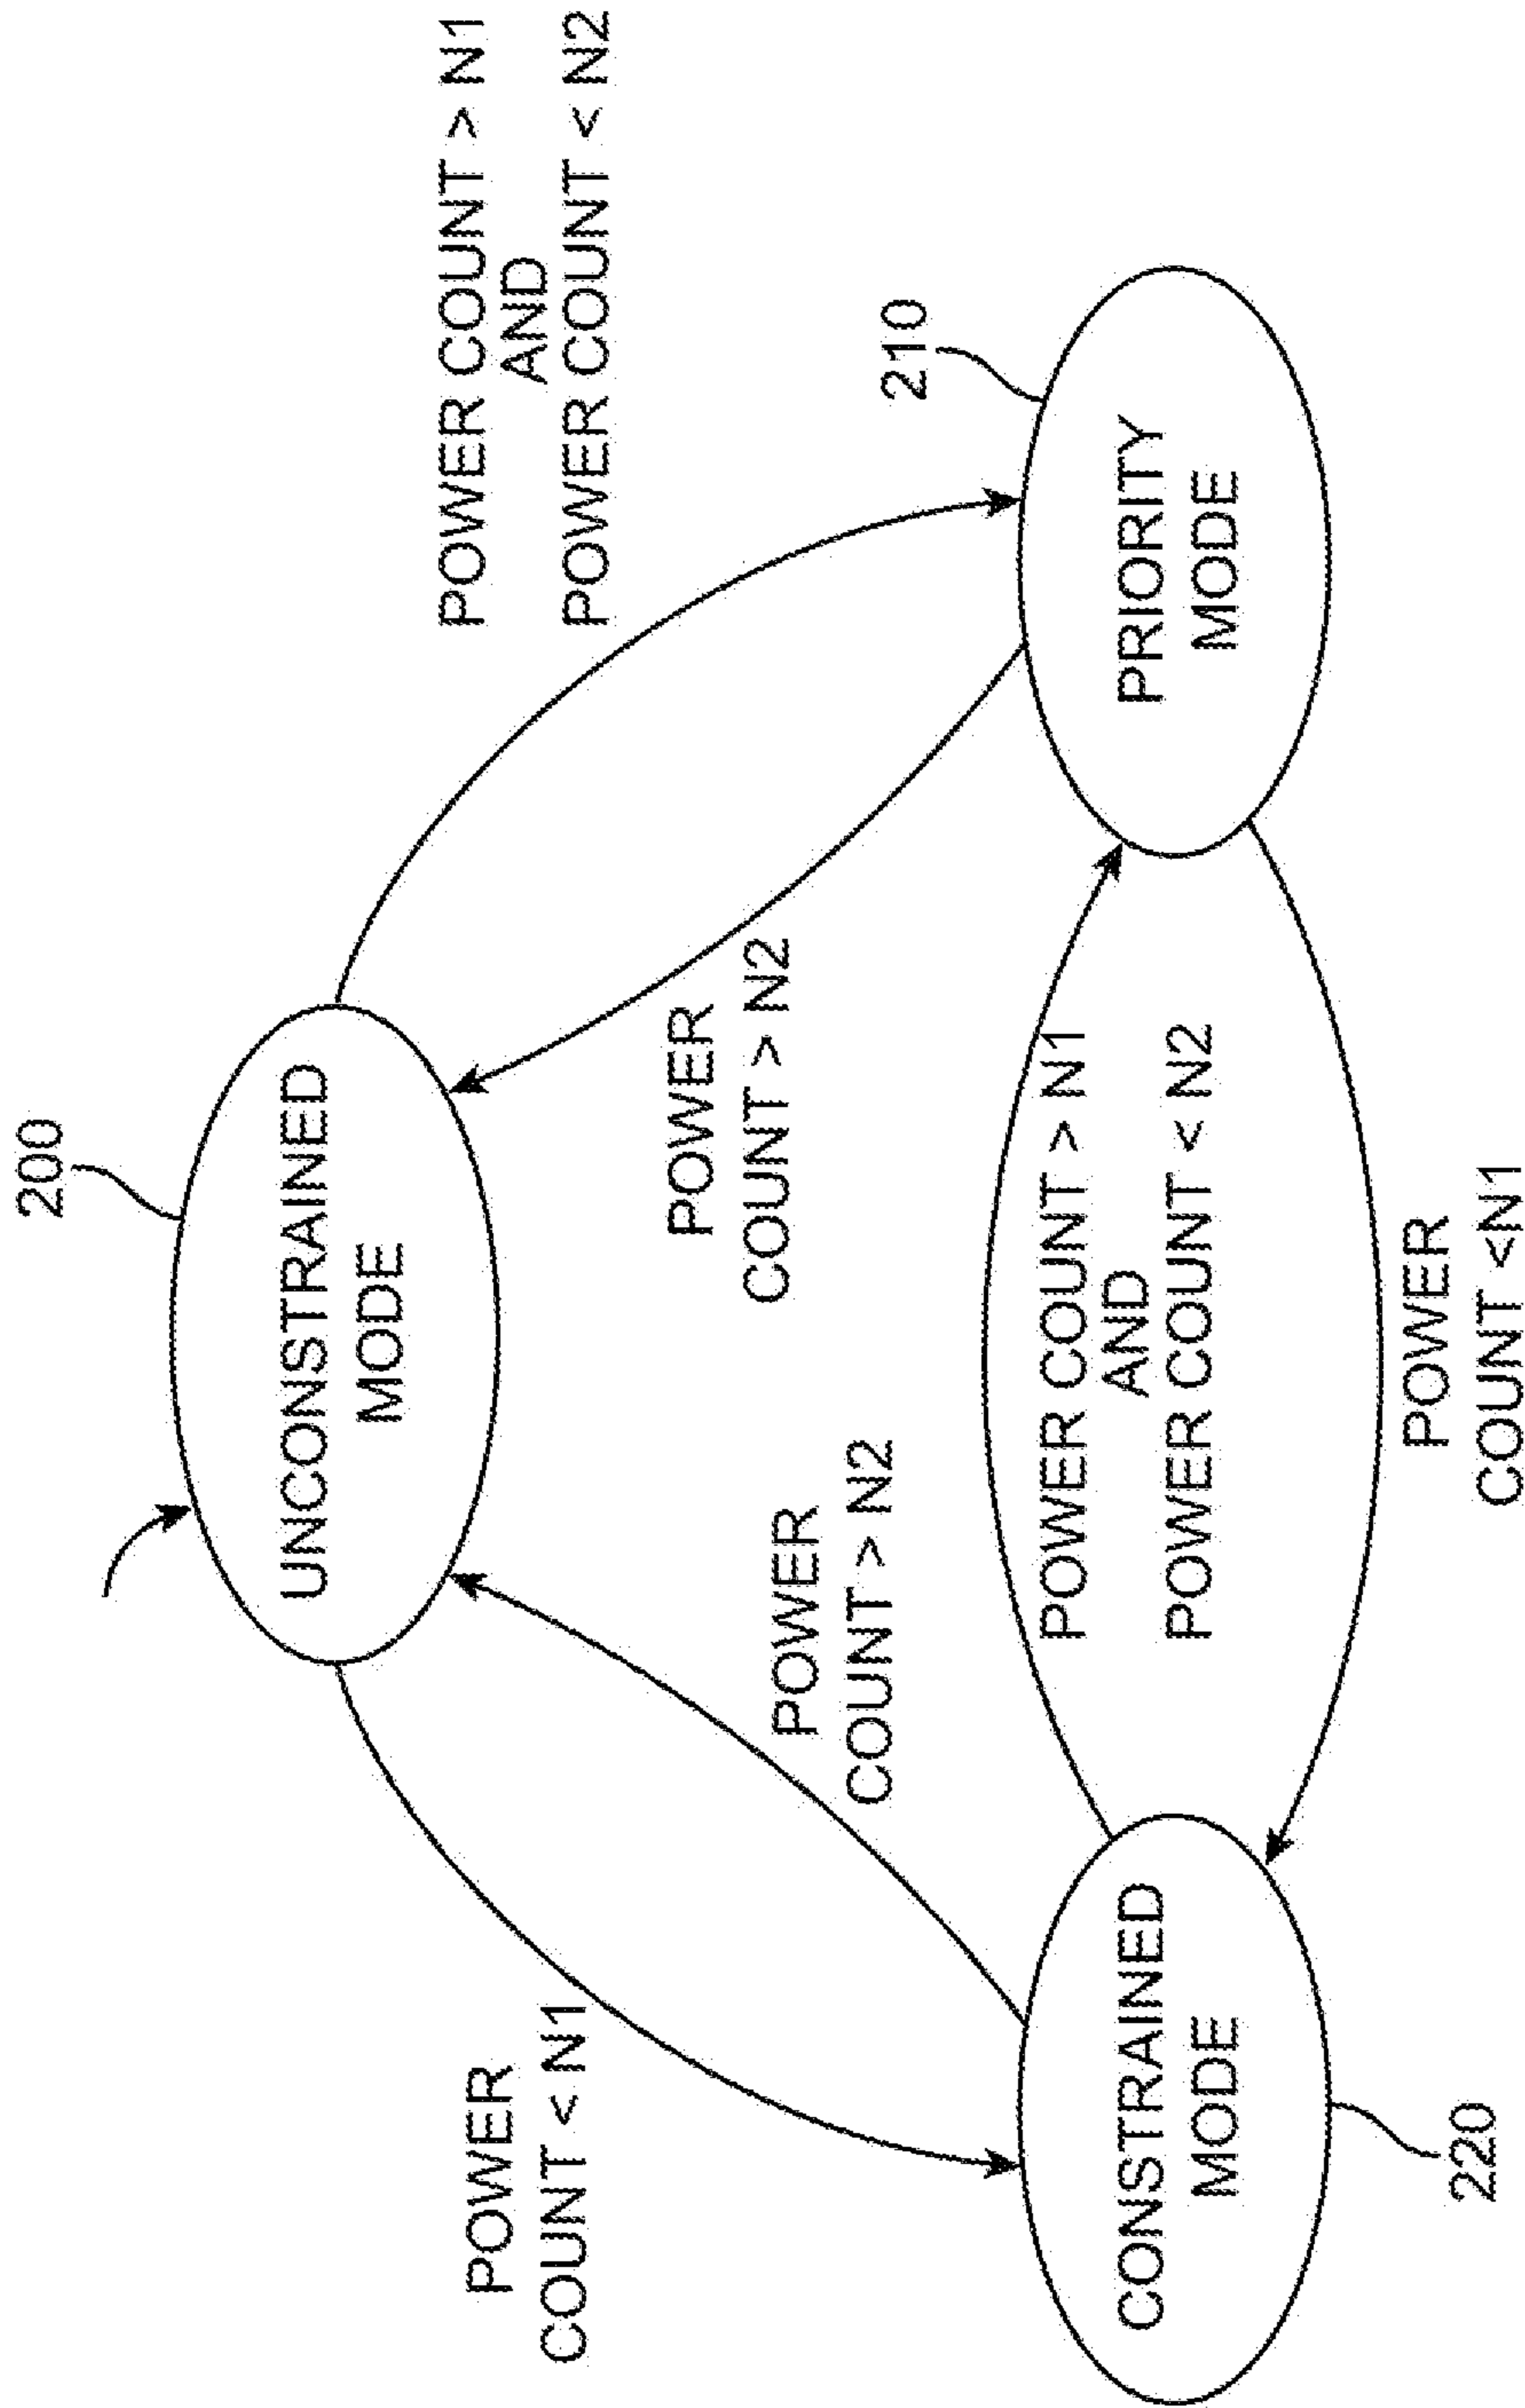 200
UNCONSTRAINED
MODE
POWER
COUNT < N1
POWER COUNT > N1
AND
POWER COUNT < N2
POWER
COUNT > N2
POWER
COUNT > N2
210
CONSTRAINED
MODE
220
POWER COUNT > N1
AND
POWER COUNT < N2
PRIORITY
MODE
POWER
COUNT <N1